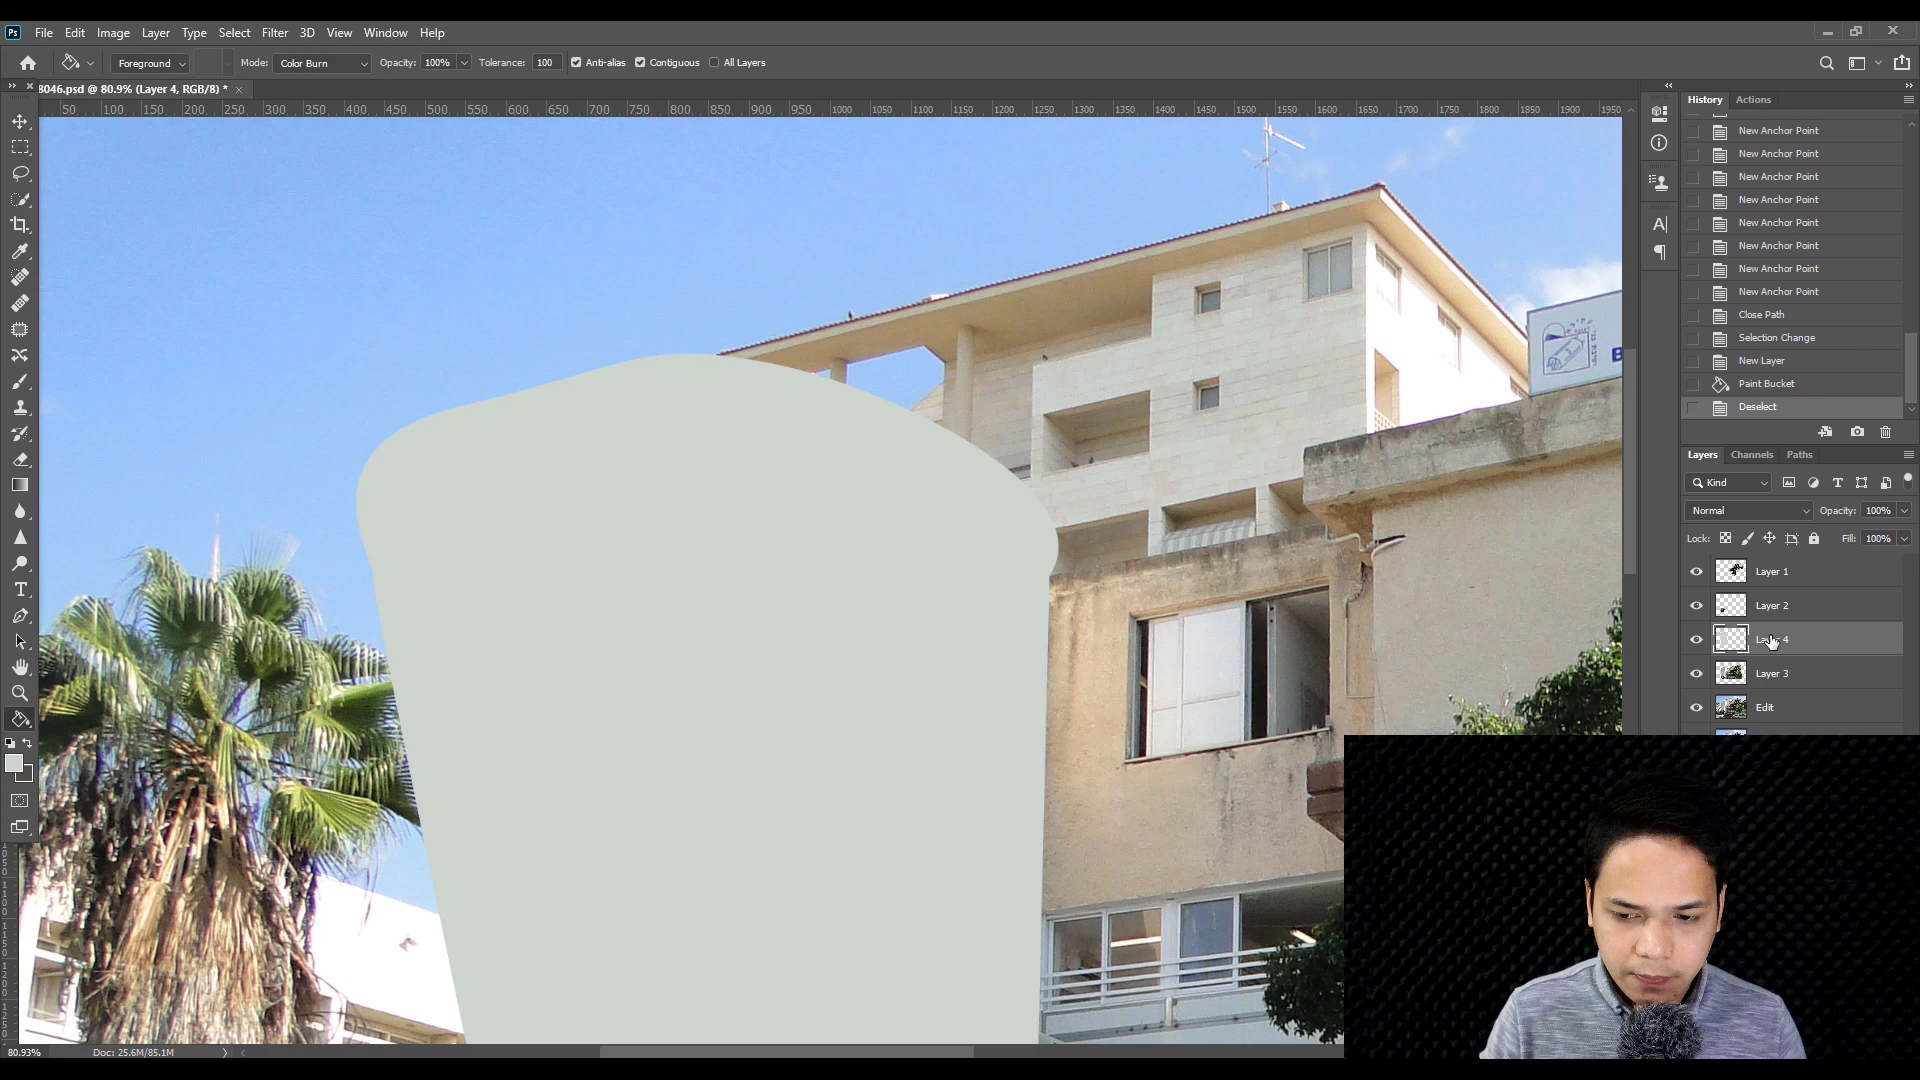 Ps File Edit Image Layer Type Select Filter 3D View Window Help
Foreground Mode: Color Burn Opacity: 100% Tolerance: 100 Anti-alias Contiguous All Layers
8046.psd @ 80.9% (Layer 4, RGB/8) *
50 100 150 200 250 300 350 400 450 500 550 600 650 700 750 800 850 900 950 1000 1050 1100 1150 1200 1250 1300 1350 1400 1450 1500 1550 1600 1650 1700 1750 1800 1850 1900 1950
History Actions
New Anchor Point
New Anchor Point
New Anchor Point
New Anchor Point
New Anchor Point
New Anchor Point
New Anchor Point
New Anchor Point
Close Path
Selection Change
New Layer
Paint Bucket
Deselect
Layers Channels Paths
Kind
Normal Opacity: 100%
Lock: Fill: 100%
Layer 1
Layer 2
Layer 4
Layer 3
Edit
B
80.93% Doc: 25.6M/85.1M